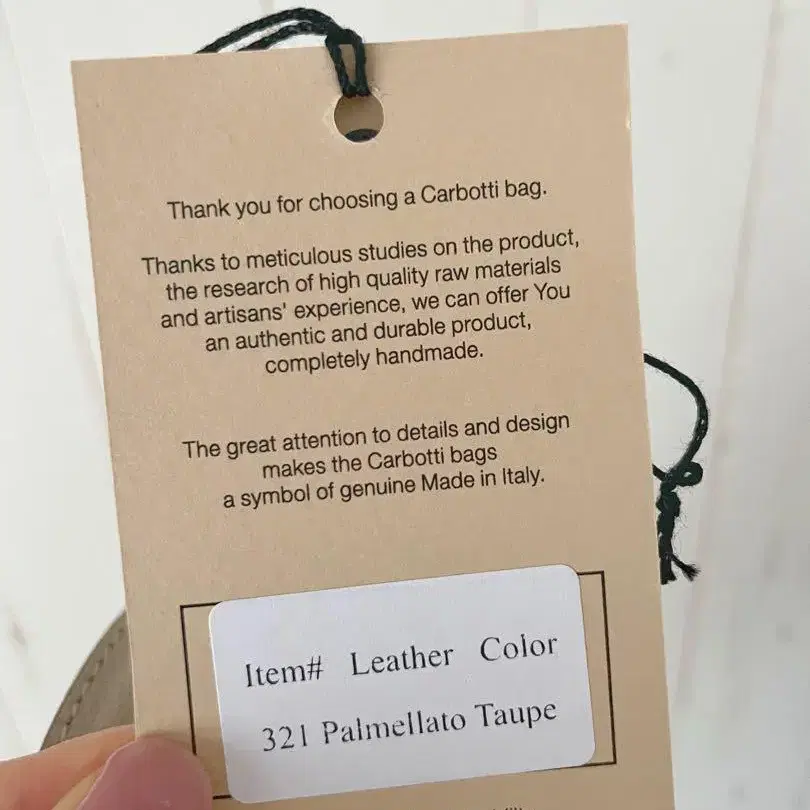 Thank you for choosing a Carbotti bag.
Thanks to meticulous studies on the product,
the research of high quality raw materials
and artisans' experience, we can offer You
an authentic and durable product,
completely handmade.
The great attention to details and design
makes the Carbotti bags
a symbol of genuine Made in Italy.
Item# Leather Color
321 Palmellato Taupe